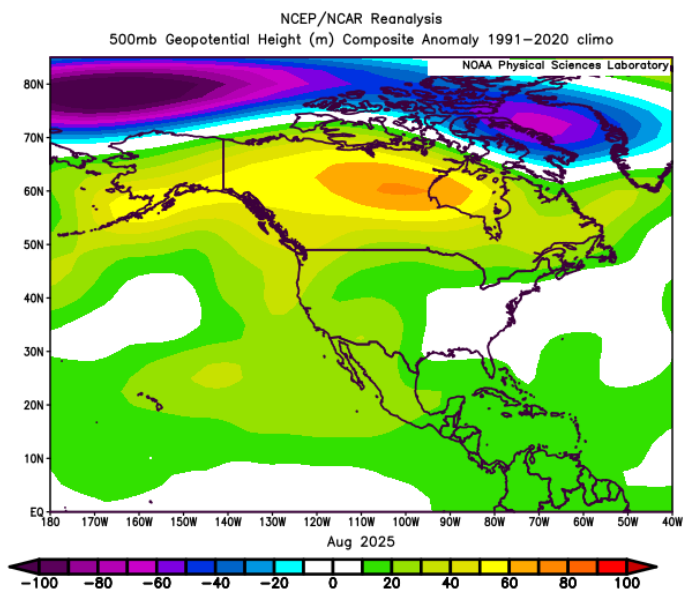 NCEP/NCAR Reanalysis
500mb Geopotential Height (m) Composite Anomaly 1991-2020 climo
NOAA Physical Sciences Laboratory
80N
70N
60N
50N
40N
30N
20N
10N
EQ
180 170W 160W 150W 140W 130W 120W 110W 100W 90W 80W 70W 60W 50W 40W
Aug 2025
-100 -80 -60 -40 -20 0 20 40 60 80 100